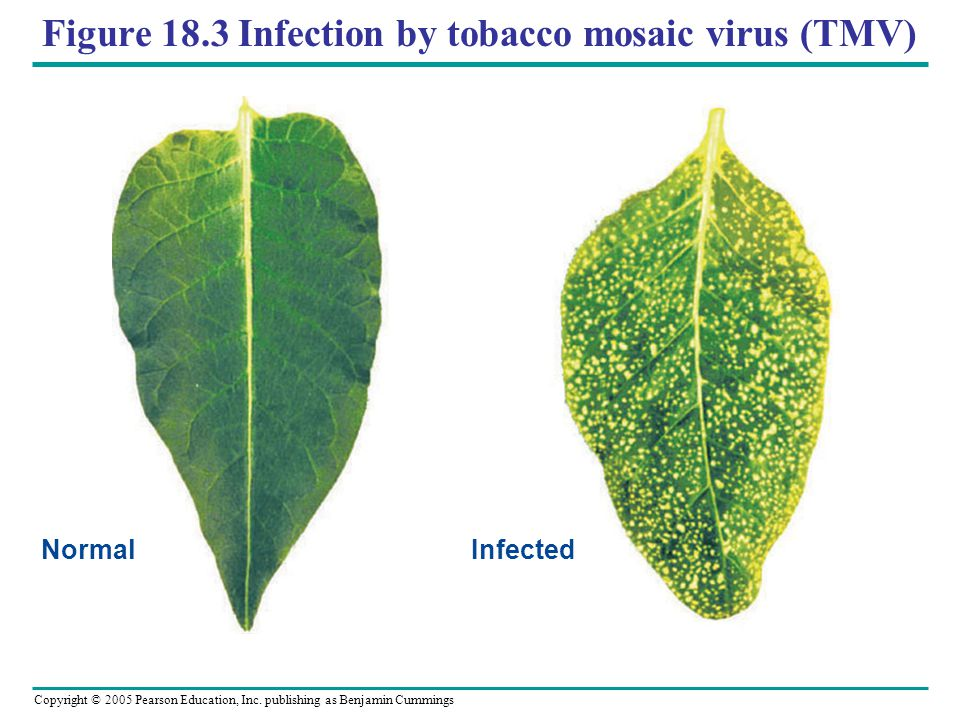 Figure 18.3 Infection by tobacco mosaic virus (TMV)
Normal
Infected
Copyright © 2005 Pearson Education, Inc. publishing as Benjamin Cummings